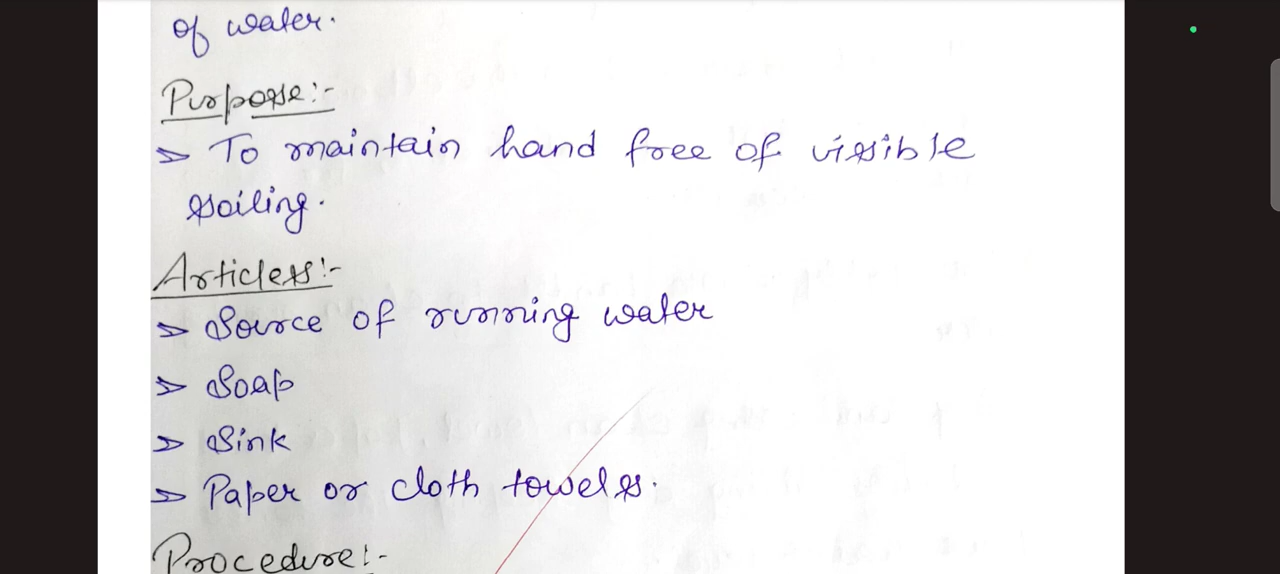 of water.
Purpose:-
> To maintain hand free of visible
soiling.
Articles:-
> Source of running water
> Soap
> Sink
> Paper or cloth towels.
Procedure:-